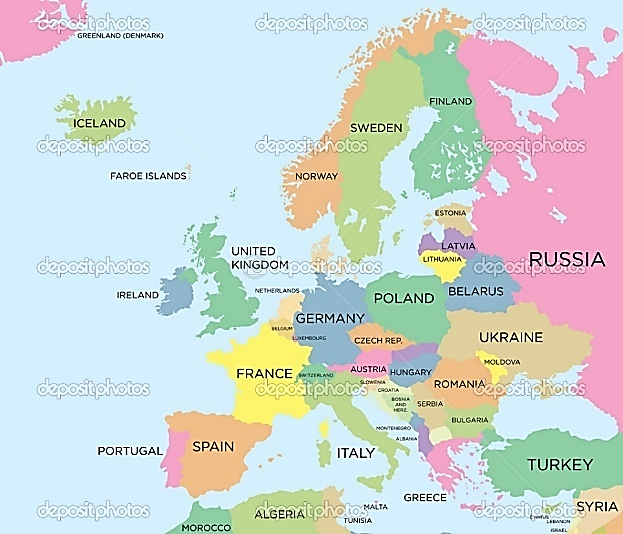 depositphotos depositphotos depositphotos
GREENLAND (DENMARK)
FINLAND
ICELAND
SWEDEN
depositphotos depositphotos depositphotos
FAROE ISLANDS
NORWAY
ESTONIA
LATVIA
LITHUANIA
UNITED
KINGDOM
RUSSIA
depositphotos depositphotos depositphotos
IRELAND
NETHERLANDS
BELARUS
POLAND
GERMANY
BELGIUM
LUXEMBOURG
UKRAINE
CZECH REP.
MOLDOVA
FRANCE
SWITZERLAND
AUSTRIA
HUNGARY
SLOVENIA
ROMANIA
depositphotos depositphotos depositphotos
CROATIA
BOSNIA
AND
HERZ.
SERBIA
BULGARIA
MONTENEGRO
ALBANIA
PORTUGAL
SPAIN
ITALY
TURKEY
GREECE
MALTA
SYRIA
depositphotos depositphotos depositphotos
ALGERIA
TUNISIA
MOROCCO
CYPRUS
LEBANON
ISRAEL